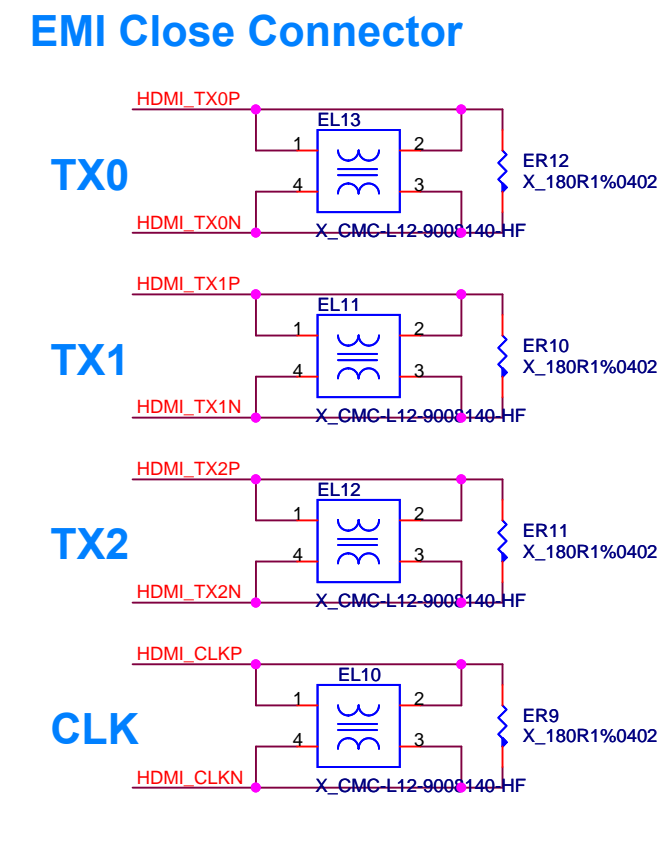 EMI Close Connector
HDMI_TX0P
EL13
1
2
TX0
ER12
X_180R1%0402
4
3
HDMI_TX0N
X_CMC-L12-9008140-HF
HDMI_TX1P
EL11
1
2
TX1
ER10
X_180R1%0402
4
3
HDMI_TX1N
X_CMC-L12-9008140-HF
HDMI_TX2P
EL12
1
2
TX2
ER11
X_180R1%0402
4
3
HDMI_TX2N
X_CMC-L12-9008140-HF
HDMI_CLKP
EL10
1
2
CLK
ER9
X_180R1%0402
4
3
HDMI_CLKN
X_CMC-L12-9008140-HF